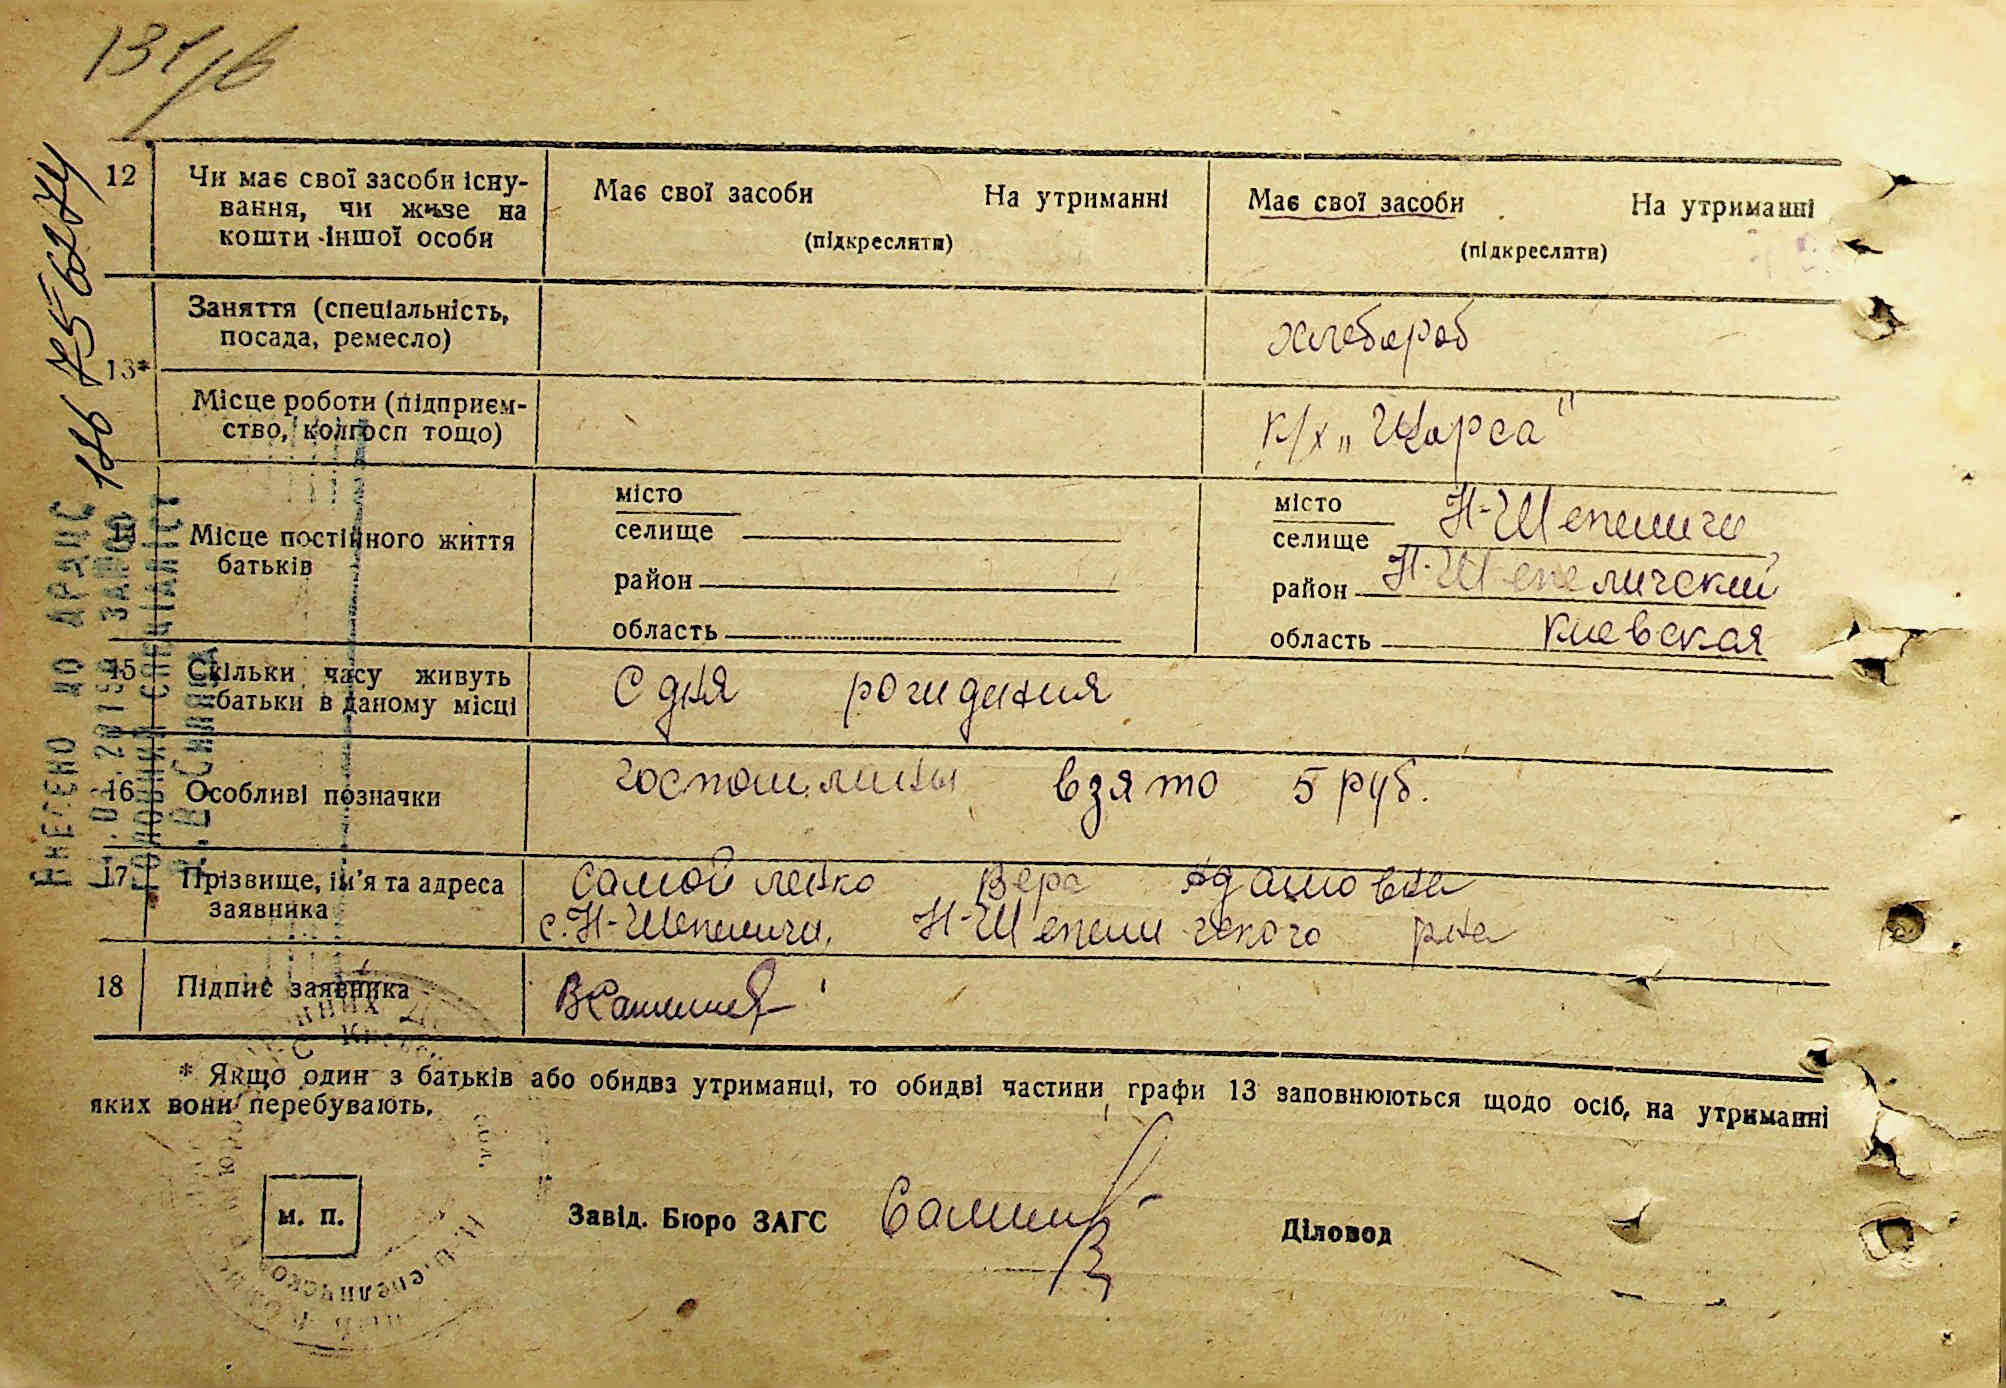 12 Чи має свої засоби існу-
вання, чи живе на
кошти іншої особи
Має свої засоби На утриманні
(підкреслити)
Має свої засоби На утриманні
(підкреслити)
13*
Заняття (спеціальність,
посада, ремесло)
хлебороб
Місце роботи (підприєм-
ство, колгосп тощо)
к/х „Щорса"
Місце постійного життя
батьків
місто
селище
район
область
місто
селище Н-Шепеличи
район Н-Шепеличский
область Киевская
15 Скільки часу живуть
батьки в даному місці
С дня рождения
16 Особливі позначки
госпошлины взято 5 руб.
17 Прізвище, ім'я та адреса
заявника
Самойленко Вера Адамовна
с. Н-Шепеличи, Н-Шепеличского р-на
18 Підпис заявника
* Якщо один з батьків або обидва утриманці, то обидві частини графи 13 заповнюються щодо осіб, на утриманні
яких вони перебувають.
м. п.
Завід. Бюро ЗАГС
Діловод